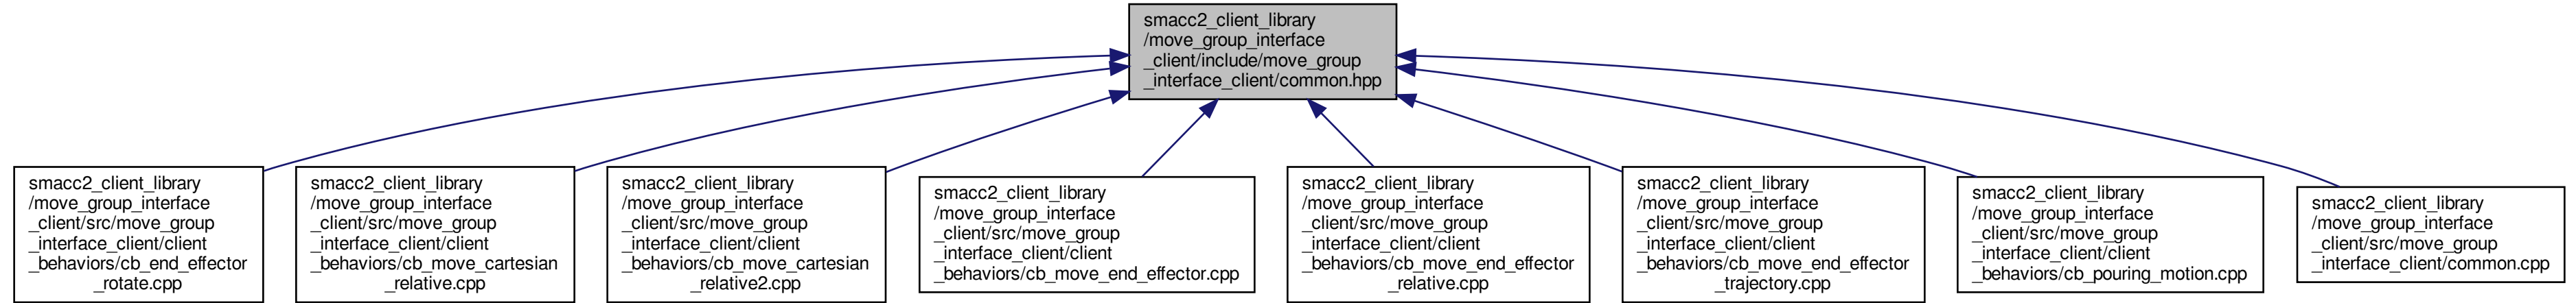 smacc2_client_library
/move_group_interface
_client/include/move_group
_interface_client/common.hpp
smacc2_client_library
/move_group_interface
_client/src/move_group
_interface_client/client
_behaviors/cb_end_effector
_rotate.cpp
smacc2_client_library
/move_group_interface
_client/src/move_group
_interface_client/client
_behaviors/cb_move_cartesian
_relative.cpp
smacc2_client_library
/move_group_interface
_client/src/move_group
_interface_client/client
_behaviors/cb_move_cartesian
_relative2.cpp
smacc2_client_library
/move_group_interface
_client/src/move_group
_interface_client/client
_behaviors/cb_move_end_effector.cpp
smacc2_client_library
/move_group_interface
_client/src/move_group
_interface_client/client
_behaviors/cb_move_end_effector
_relative.cpp
smacc2_client_library
/move_group_interface
_client/src/move_group
_interface_client/client
_behaviors/cb_move_end_effector
_trajectory.cpp
smacc2_client_library
/move_group_interface
_client/src/move_group
_interface_client/client
_behaviors/cb_pouring_motion.cpp
smacc2_client_library
/move_group_interface
_client/src/move_group
_interface_client/common.cpp